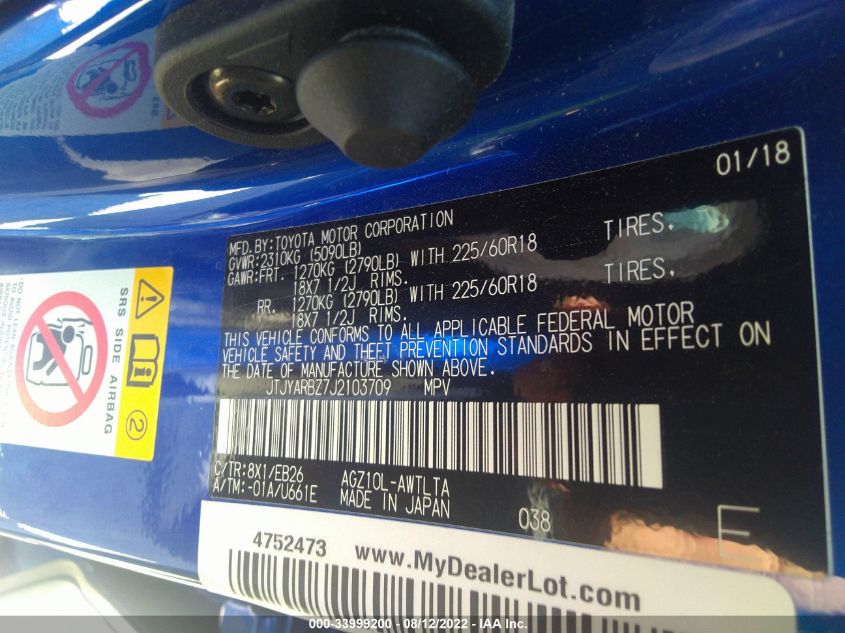 01/18
MFD.BY:TOYOTA MOTOR CORPORATION
GVWR:2310KG (5090LB)
GAWR:FRT. 1270KG (2790LB) WITH 225/60R18 TIRES,
18X7 1/2J RIMS.
RR. 1270KG (2790LB) WITH 225/60R18 TIRES,
18X7 1/2J RIMS.
THIS VEHICLE CONFORMS TO ALL APPLICABLE FEDERAL MOTOR
VEHICLE SAFETY AND THEFT PREVENTION STANDARDS IN EFFECT ON
THE DATE OF MANUFACTURE SHOWN ABOVE.
JTJYARBZ7J2103709 MPV
C/TR:8X1/EB26 AGZ10L-AWTLTA
A/TM:-01A/U661E MADE IN JAPAN
038
E
SRS SIDE AIRBAG
2
4752473 www.MyDealerLot.com
MyDealerLot.com
000-33999200 - 08/12/2022 - IAA Inc.